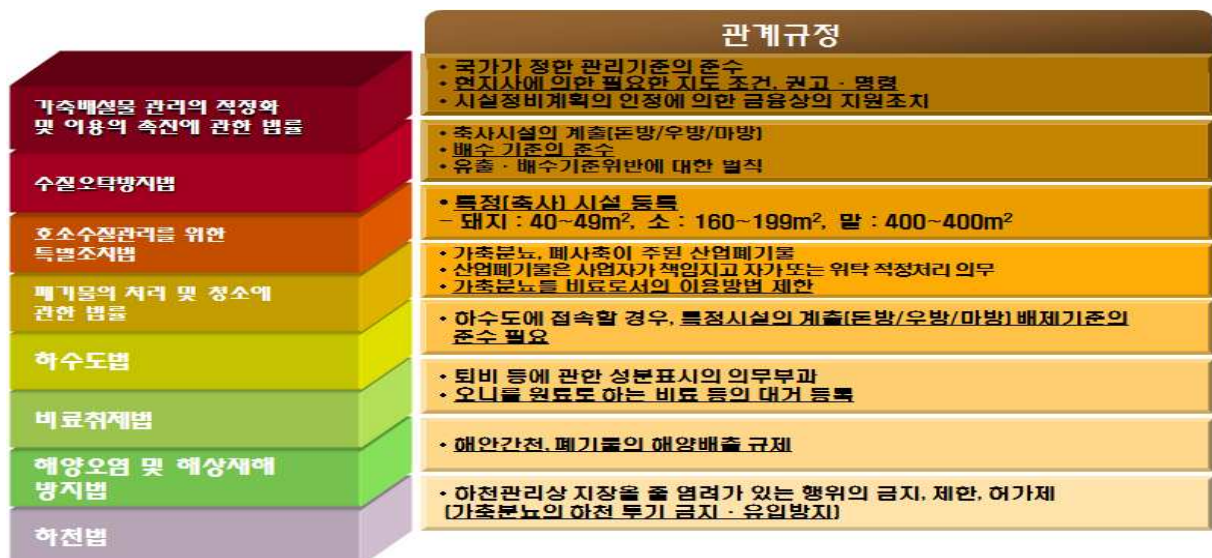 관계규정
가축배설물 관리의 적정화
및 이용의 촉진에 관한 법률
• 국가가 정한 관리기준의 준수
• 현지사에 의한 필요한 지도 조건, 권고 · 명령
• 시설정비계획의 인정에 의한 금융상의 지원조치
수질오탁방지법
• 축사시설의 계출(돈방/우방/마방)
• 배수 기준의 준수
• 유출 · 배수기준위반에 대한 벌칙
호소수질관리를 위한
특별조치법
• 특정(축사) 시설 등록
– 돼지 : 40~49m², 소 : 160~199m², 말 : 400~400m²
폐기물의 처리 및 청소에
관한 법률
• 가축분뇨, 폐사축이 주된 산업폐기물
• 산업폐기물은 사업자가 책임지고 자가 또는 위탁 적정처리 의무
• 가축분뇨를 비료로서의 이용방법 제한
하수도법
• 하수도에 접속할 경우, 특정시설의 계출(돈방/우방/마방) 배제기준의
준수 필요
비료취제법
• 퇴비 등에 관한 성분표시의 의무부과
• 오니를 원료도 하는 비료 등의 대거 등록
해양오염 및 해상재해
방지법
• 해안간천, 폐기물의 해양배출 규제
하천법
• 하천관리상 지장을 줄 염려가 있는 행위의 금지, 제한, 허가제
(가축분뇨의 하천 투기 금지 · 유입방지)